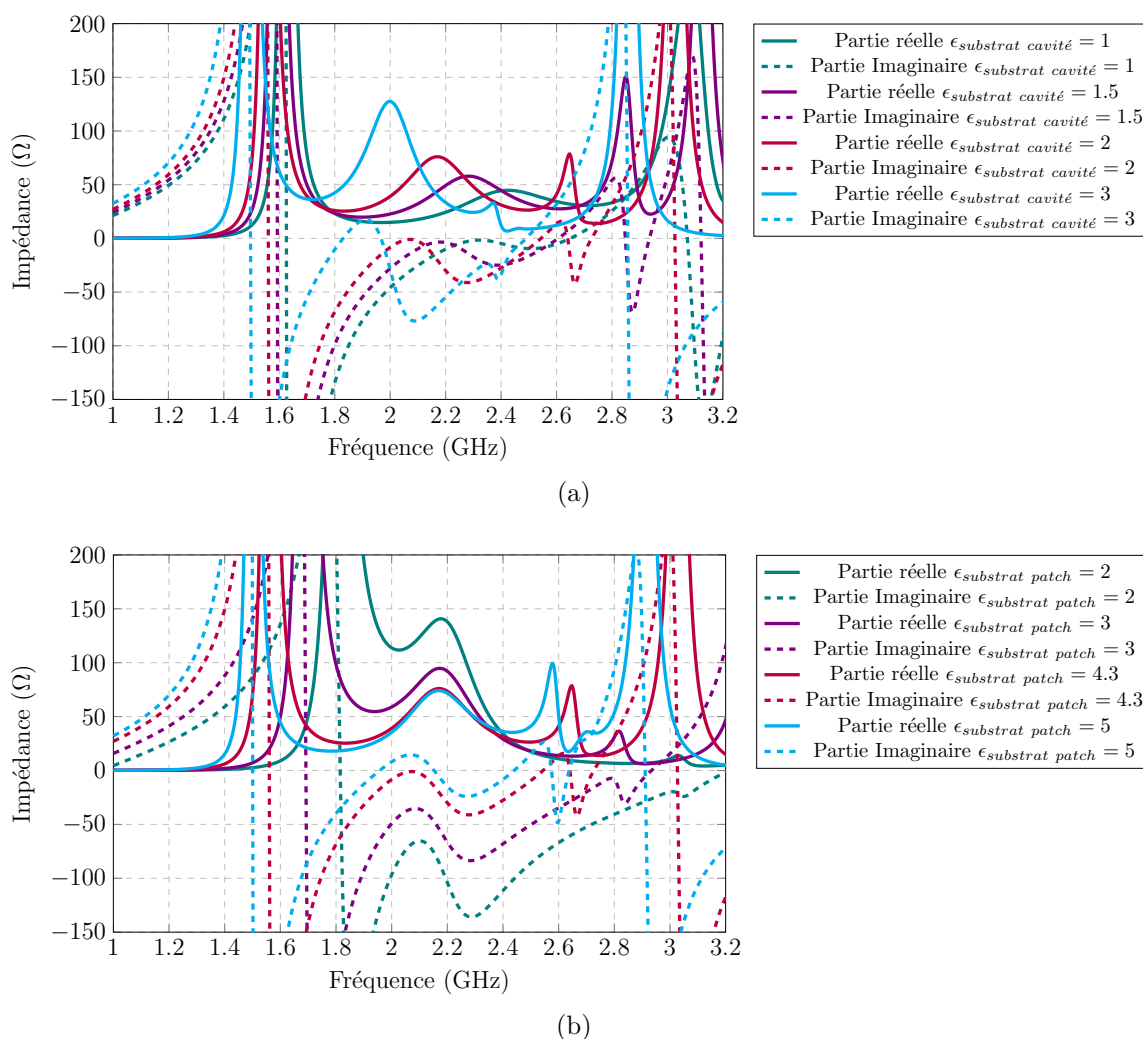 200
150
100
50
0
−50
−100
−150
Impédance (Ω)
1 1.2 1.4 1.6 1.8 2 2.2 2.4 2.6 2.8 3 3.2
Fréquence (GHz)
Partie réelle ϵsubstrat cavité = 1
Partie Imaginaire ϵsubstrat cavité = 1
Partie réelle ϵsubstrat cavité = 1.5
Partie Imaginaire ϵsubstrat cavité = 1.5
Partie réelle ϵsubstrat cavité = 2
Partie Imaginaire ϵsubstrat cavité = 2
Partie réelle ϵsubstrat cavité = 3
Partie Imaginaire ϵsubstrat cavité = 3
(a)
200
150
100
50
0
−50
−100
−150
Impédance (Ω)
1 1.2 1.4 1.6 1.8 2 2.2 2.4 2.6 2.8 3 3.2
Fréquence (GHz)
Partie réelle ϵsubstrat patch = 2
Partie Imaginaire ϵsubstrat patch = 2
Partie réelle ϵsubstrat patch = 3
Partie Imaginaire ϵsubstrat patch = 3
Partie réelle ϵsubstrat patch = 4.3
Partie Imaginaire ϵsubstrat patch = 4.3
Partie réelle ϵsubstrat patch = 5
Partie Imaginaire ϵsubstrat patch = 5
(b)